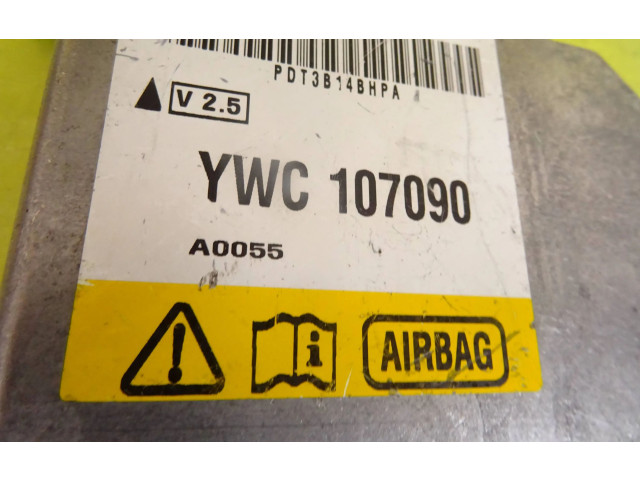 PDT3B14BHPA
V 2.5
YWC 107090
A0055
AIRBAG